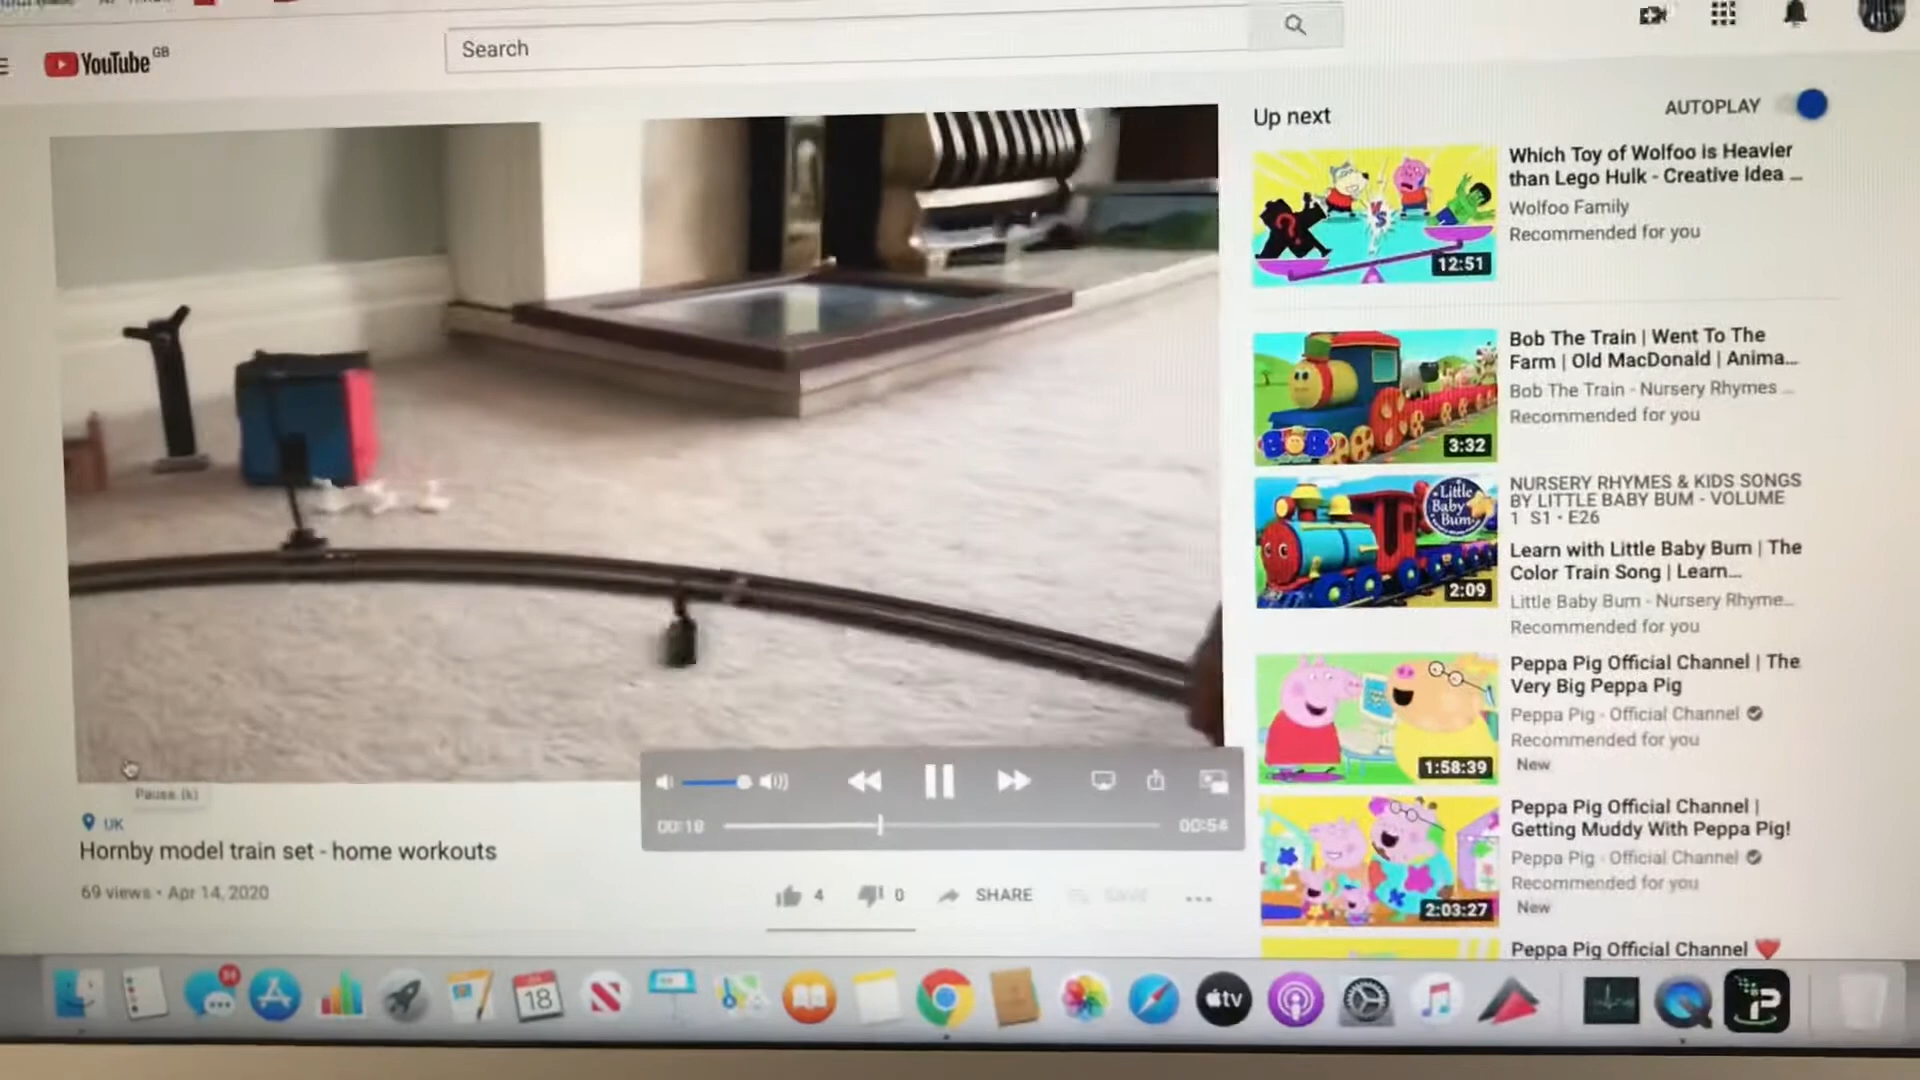 YouTube GB
Search
Up next
AUTOPLAY
Which Toy of Wolfoo is Heavier
than Lego Hulk - Creative Idea ...
Wolfoo Family
Recommended for you
VS
?
12:51
Bob The Train | Went To The
Farm | Old MacDonald | Anima...
Bob The Train - Nursery Rhymes ...
Recommended for you
BOB
3:32
NURSERY RHYMES & KIDS SONGS
BY LITTLE BABY BUM - VOLUME
1 S1 • E26
Learn with Little Baby Bum | The
Color Train Song | Learn...
Little Baby Bum - Nursery Rhyme...
Recommended for you
Little
Baby
Bum
2:09
Peppa Pig Official Channel | The
Very Big Peppa Pig
Peppa Pig - Official Channel
Recommended for you
New
1:58:39
Peppa Pig Official Channel |
Getting Muddy With Peppa Pig!
Peppa Pig - Official Channel
Recommended for you
New
2:03:27
Peppa Pig Official Channel
Pause (k)
00:18
00:54
UK
Hornby model train set - home workouts
69 views • Apr 14, 2020
4
0
SHARE
SAVE
18
tv